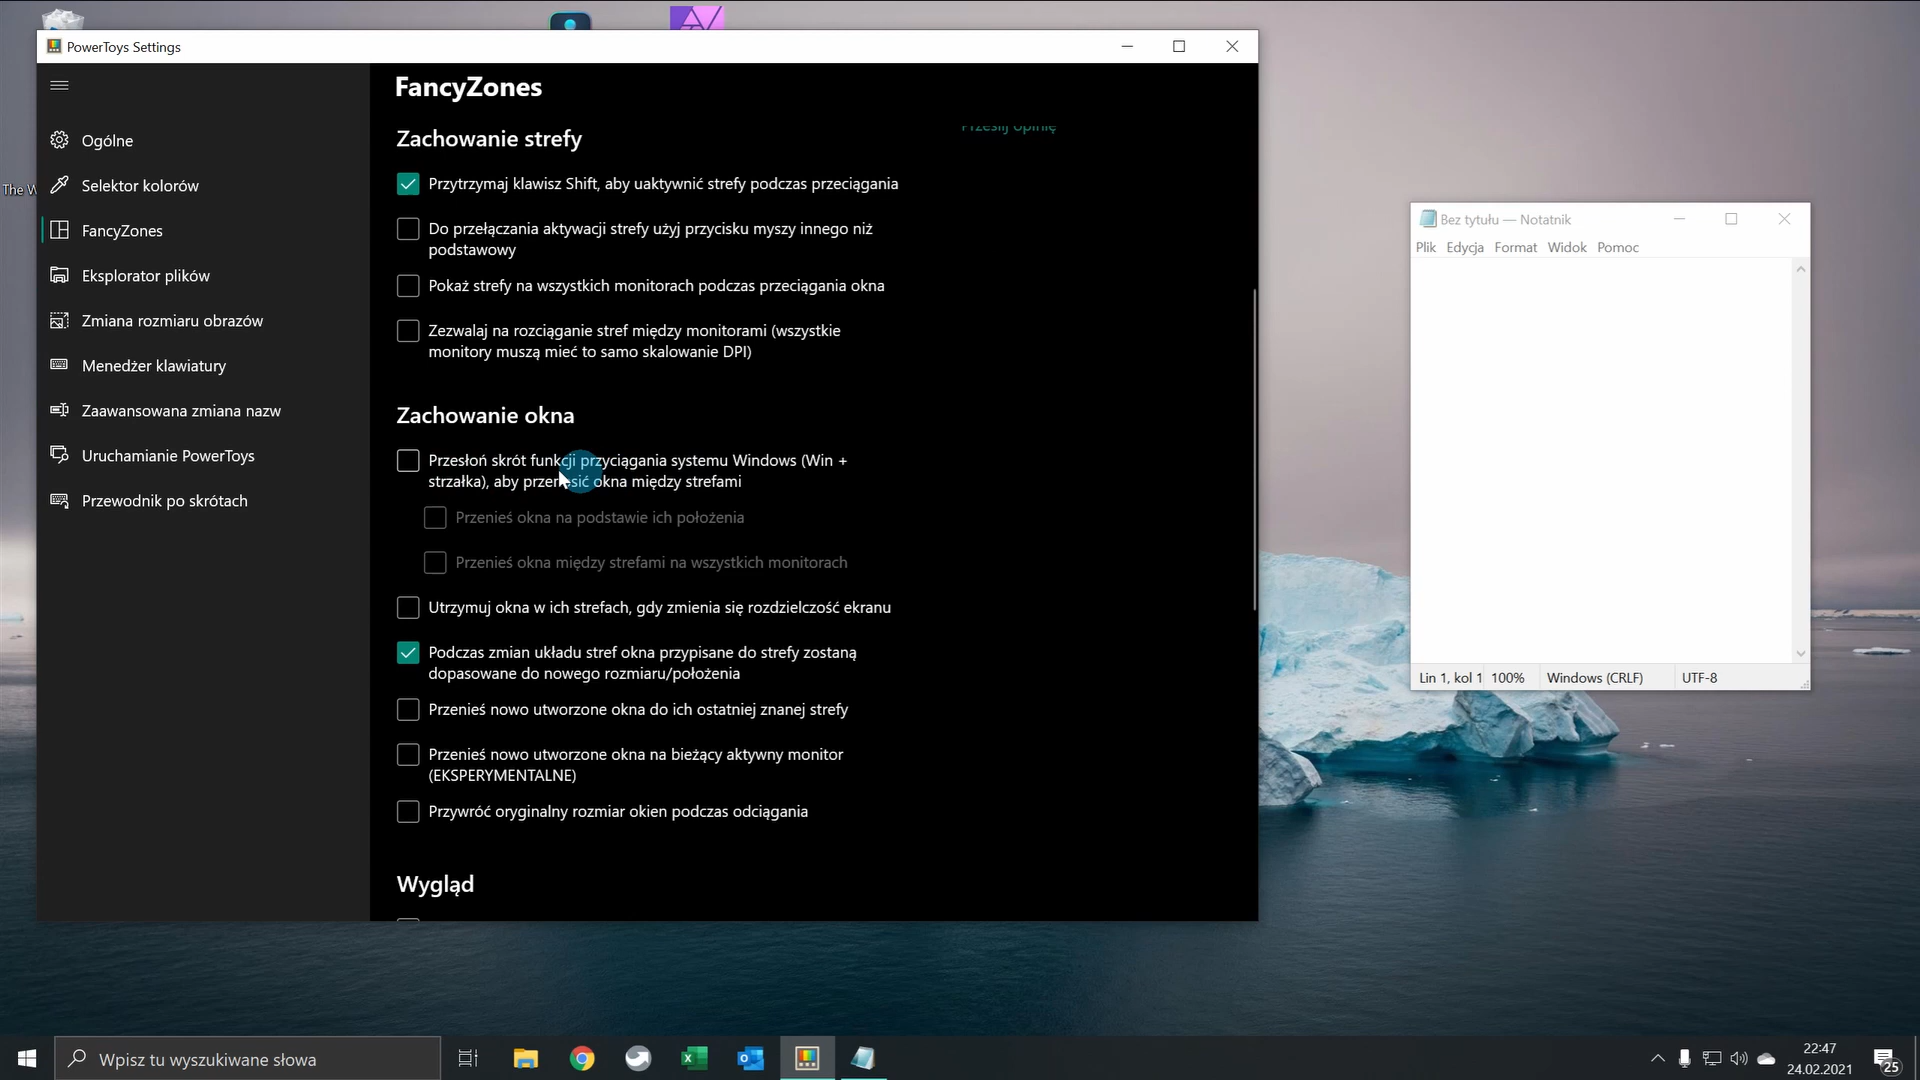 PowerToys Settings
FancyZones
Ogólne
Selektor kolorów
FancyZones
Eksplorator plików
Zmiana rozmiaru obrazów
Menedżer klawiatury
Zaawansowana zmiana nazw
Uruchamianie PowerToys
Przewodnik po skrótach
The W
Prześlij opinię
Zachowanie strefy
Przytrzymaj klawisz Shift, aby uaktywnić strefy podczas przeciągania
Do przełączania aktywacji strefy użyj przycisku myszy innego niż
podstawowy
Pokaż strefy na wszystkich monitorach podczas przeciągania okna
Zezwalaj na rozciąganie stref między monitorami (wszystkie
monitory muszą mieć to samo skalowanie DPI)
Zachowanie okna
Przesłoń skrót funkcji przyciągania systemu Windows (Win +
strzałka), aby przenosić okna między strefami
Przenieś okna na podstawie ich położenia
Przenieś okna między strefami na wszystkich monitorach
Utrzymuj okna w ich strefach, gdy zmienia się rozdzielczość ekranu
Podczas zmian układu stref okna przypisane do strefy zostaną
dopasowane do nowego rozmiaru/położenia
Przenieś nowo utworzone okna do ich ostatniej znanej strefy
Przenieś nowo utworzone okna na bieżący aktywny monitor
(EKSPERYMENTALNE)
Przywróć oryginalny rozmiar okien podczas odciągania
Wygląd
Bez tytułu — Notatnik
Plik Edycja Format Widok Pomoc
Lin 1, kol 1 100% Windows (CRLF) UTF-8
Wpisz tu wyszukiwane słowa
22:47
24.02.2021
25